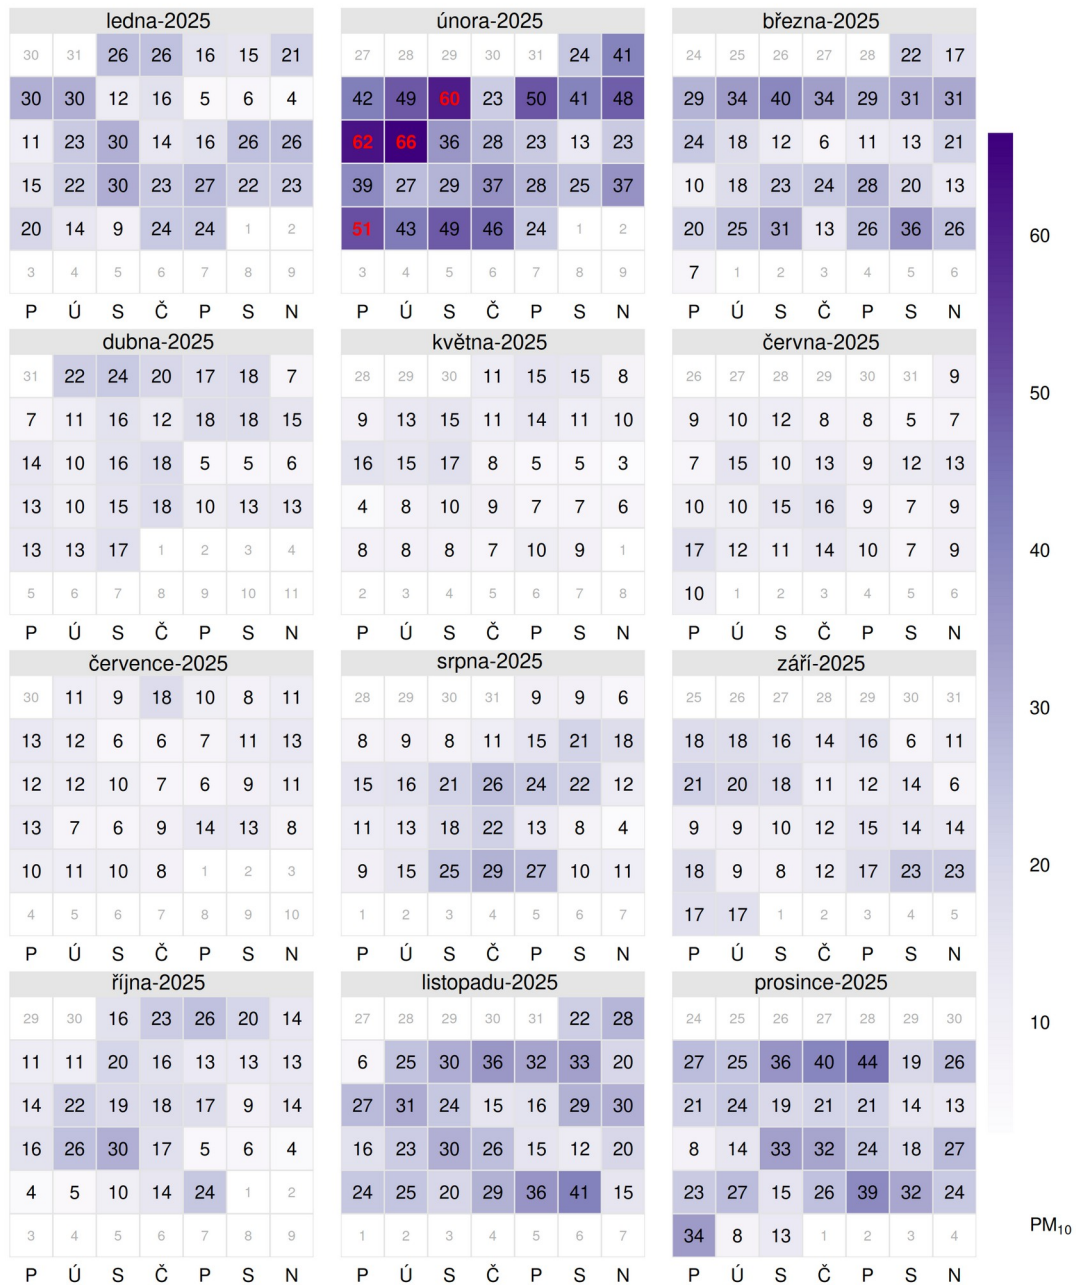 ledna-2025
30 31 26 26 16 15 21
30 30 12 16 5 6 4
11 23 30 14 16 26 26
15 22 30 23 27 22 23
20 14 9 24 24 1 2
3 4 5 6 7 8 9
P Ú S Č P S N
února-2025
27 28 29 30 31 24 41
42 49 60 23 50 41 48
62 66 36 28 23 13 23
39 27 29 37 28 25 37
51 43 49 46 24 1 2
3 4 5 6 7 8 9
P Ú S Č P S N
března-2025
24 25 26 27 28 22 17
29 34 40 34 29 31 31
24 18 12 6 11 13 21
10 18 23 24 28 20 13
20 25 31 13 26 36 26
7 1 2 3 4 5 6
P Ú S Č P S N
dubna-2025
31 22 24 20 17 18 7
7 11 16 12 18 18 15
14 10 16 18 5 5 6
13 10 15 18 10 13 13
13 13 17 1 2 3 4
5 6 7 8 9 10 11
P Ú S Č P S N
května-2025
28 29 30 11 15 15 8
9 13 15 11 14 11 10
16 15 17 8 5 5 3
4 8 10 9 7 7 6
8 8 8 7 10 9 1
2 3 4 5 6 7 8
P Ú S Č P S N
června-2025
26 27 28 29 30 31 9
9 10 12 8 8 5 7
7 15 10 13 9 12 13
10 10 15 16 9 7 9
17 12 11 14 10 7 9
10 1 2 3 4 5 6
P Ú S Č P S N
července-2025
30 11 9 18 10 8 11
13 12 6 6 7 11 13
12 12 10 7 6 9 11
13 7 6 9 14 13 8
10 11 10 8 1 2 3
4 5 6 7 8 9 10
P Ú S Č P S N
srpna-2025
28 29 30 31 9 9 6
8 9 8 11 15 21 18
15 16 21 26 24 22 12
11 13 18 22 13 8 4
9 15 25 29 27 10 11
1 2 3 4 5 6 7
P Ú S Č P S N
září-2025
25 26 27 28 29 30 31
18 18 16 14 16 6 11
21 20 18 11 12 14 6
9 9 10 12 15 14 14
18 9 8 12 17 23 23
17 17 1 2 3 4 5
P Ú S Č P S N
října-2025
29 30 16 23 26 20 14
11 11 20 16 13 13 13
14 22 19 18 17 9 14
16 26 30 17 5 6 4
4 5 10 14 24 1 2
3 4 5 6 7 8 9
P Ú S Č P S N
listopadu-2025
27 28 29 30 31 22 28
6 25 30 36 32 33 20
27 31 24 15 16 29 30
16 23 30 26 15 12 20
24 25 20 29 36 41 15
1 2 3 4 5 6 7
P Ú S Č P S N
prosince-2025
24 25 26 27 28 29 30
27 25 36 40 44 19 26
21 24 19 21 21 14 13
8 14 33 32 24 18 27
23 27 15 26 39 32 24
34 8 13 1 2 3 4
P Ú S Č P S N
60
50
40
30
20
10
PM₁₀